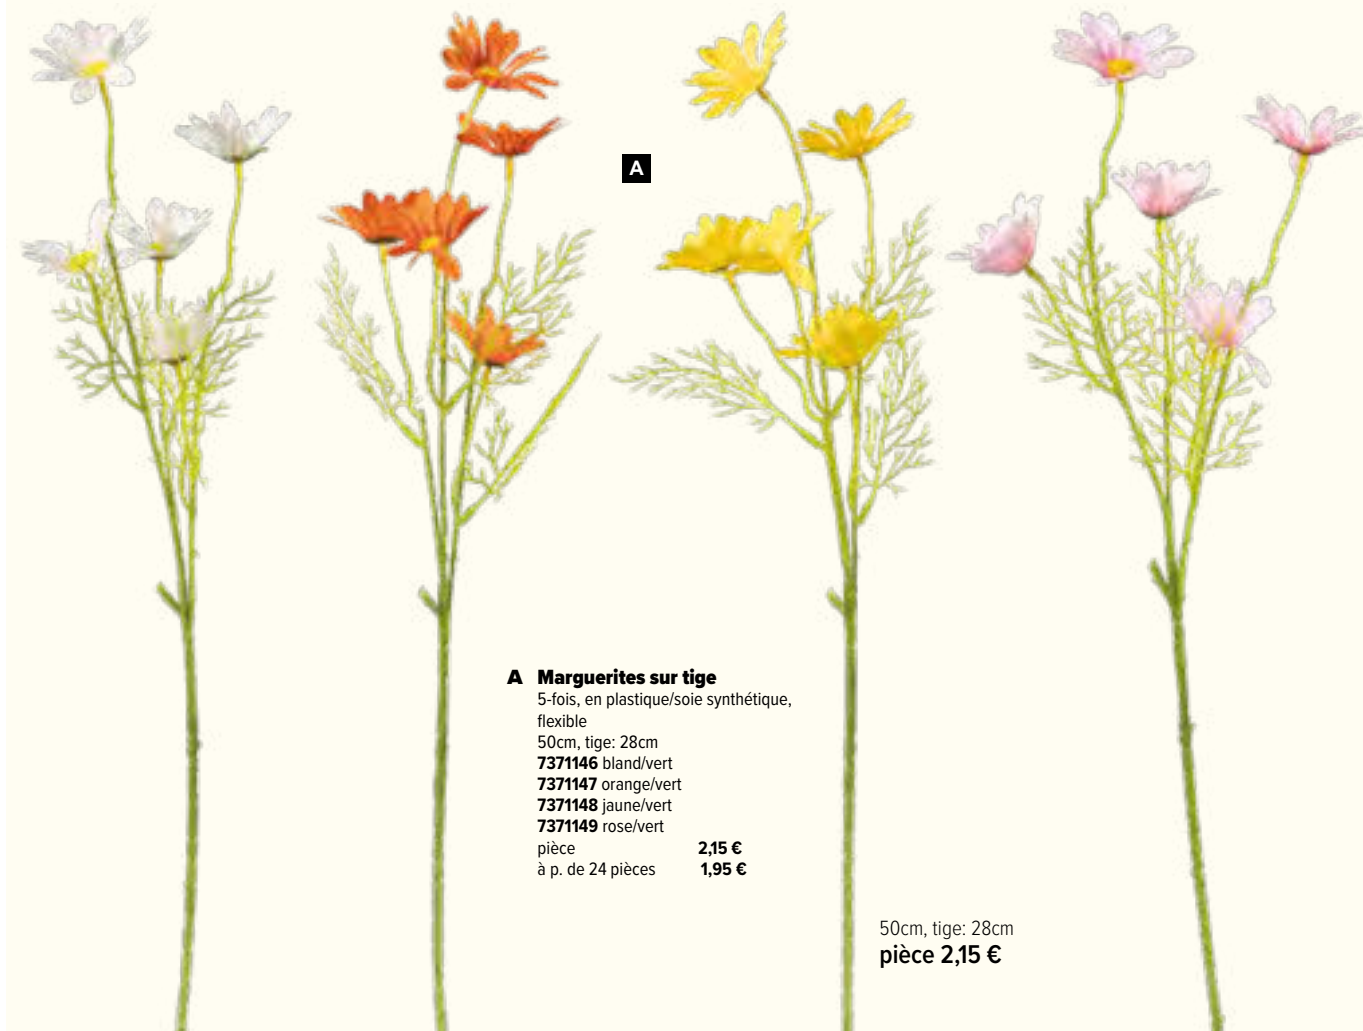 A
A Marguerites sur tige
5-fois, en plastique/soie synthétique,
flexible
50cm, tige: 28cm
7371146 bland/vert
7371147 orange/vert
7371148 jaune/vert
7371149 rose/vert
pièce 2,15 €
à p. de 24 pièces 1,95 €
50cm, tige: 28cm
pièce 2,15 €